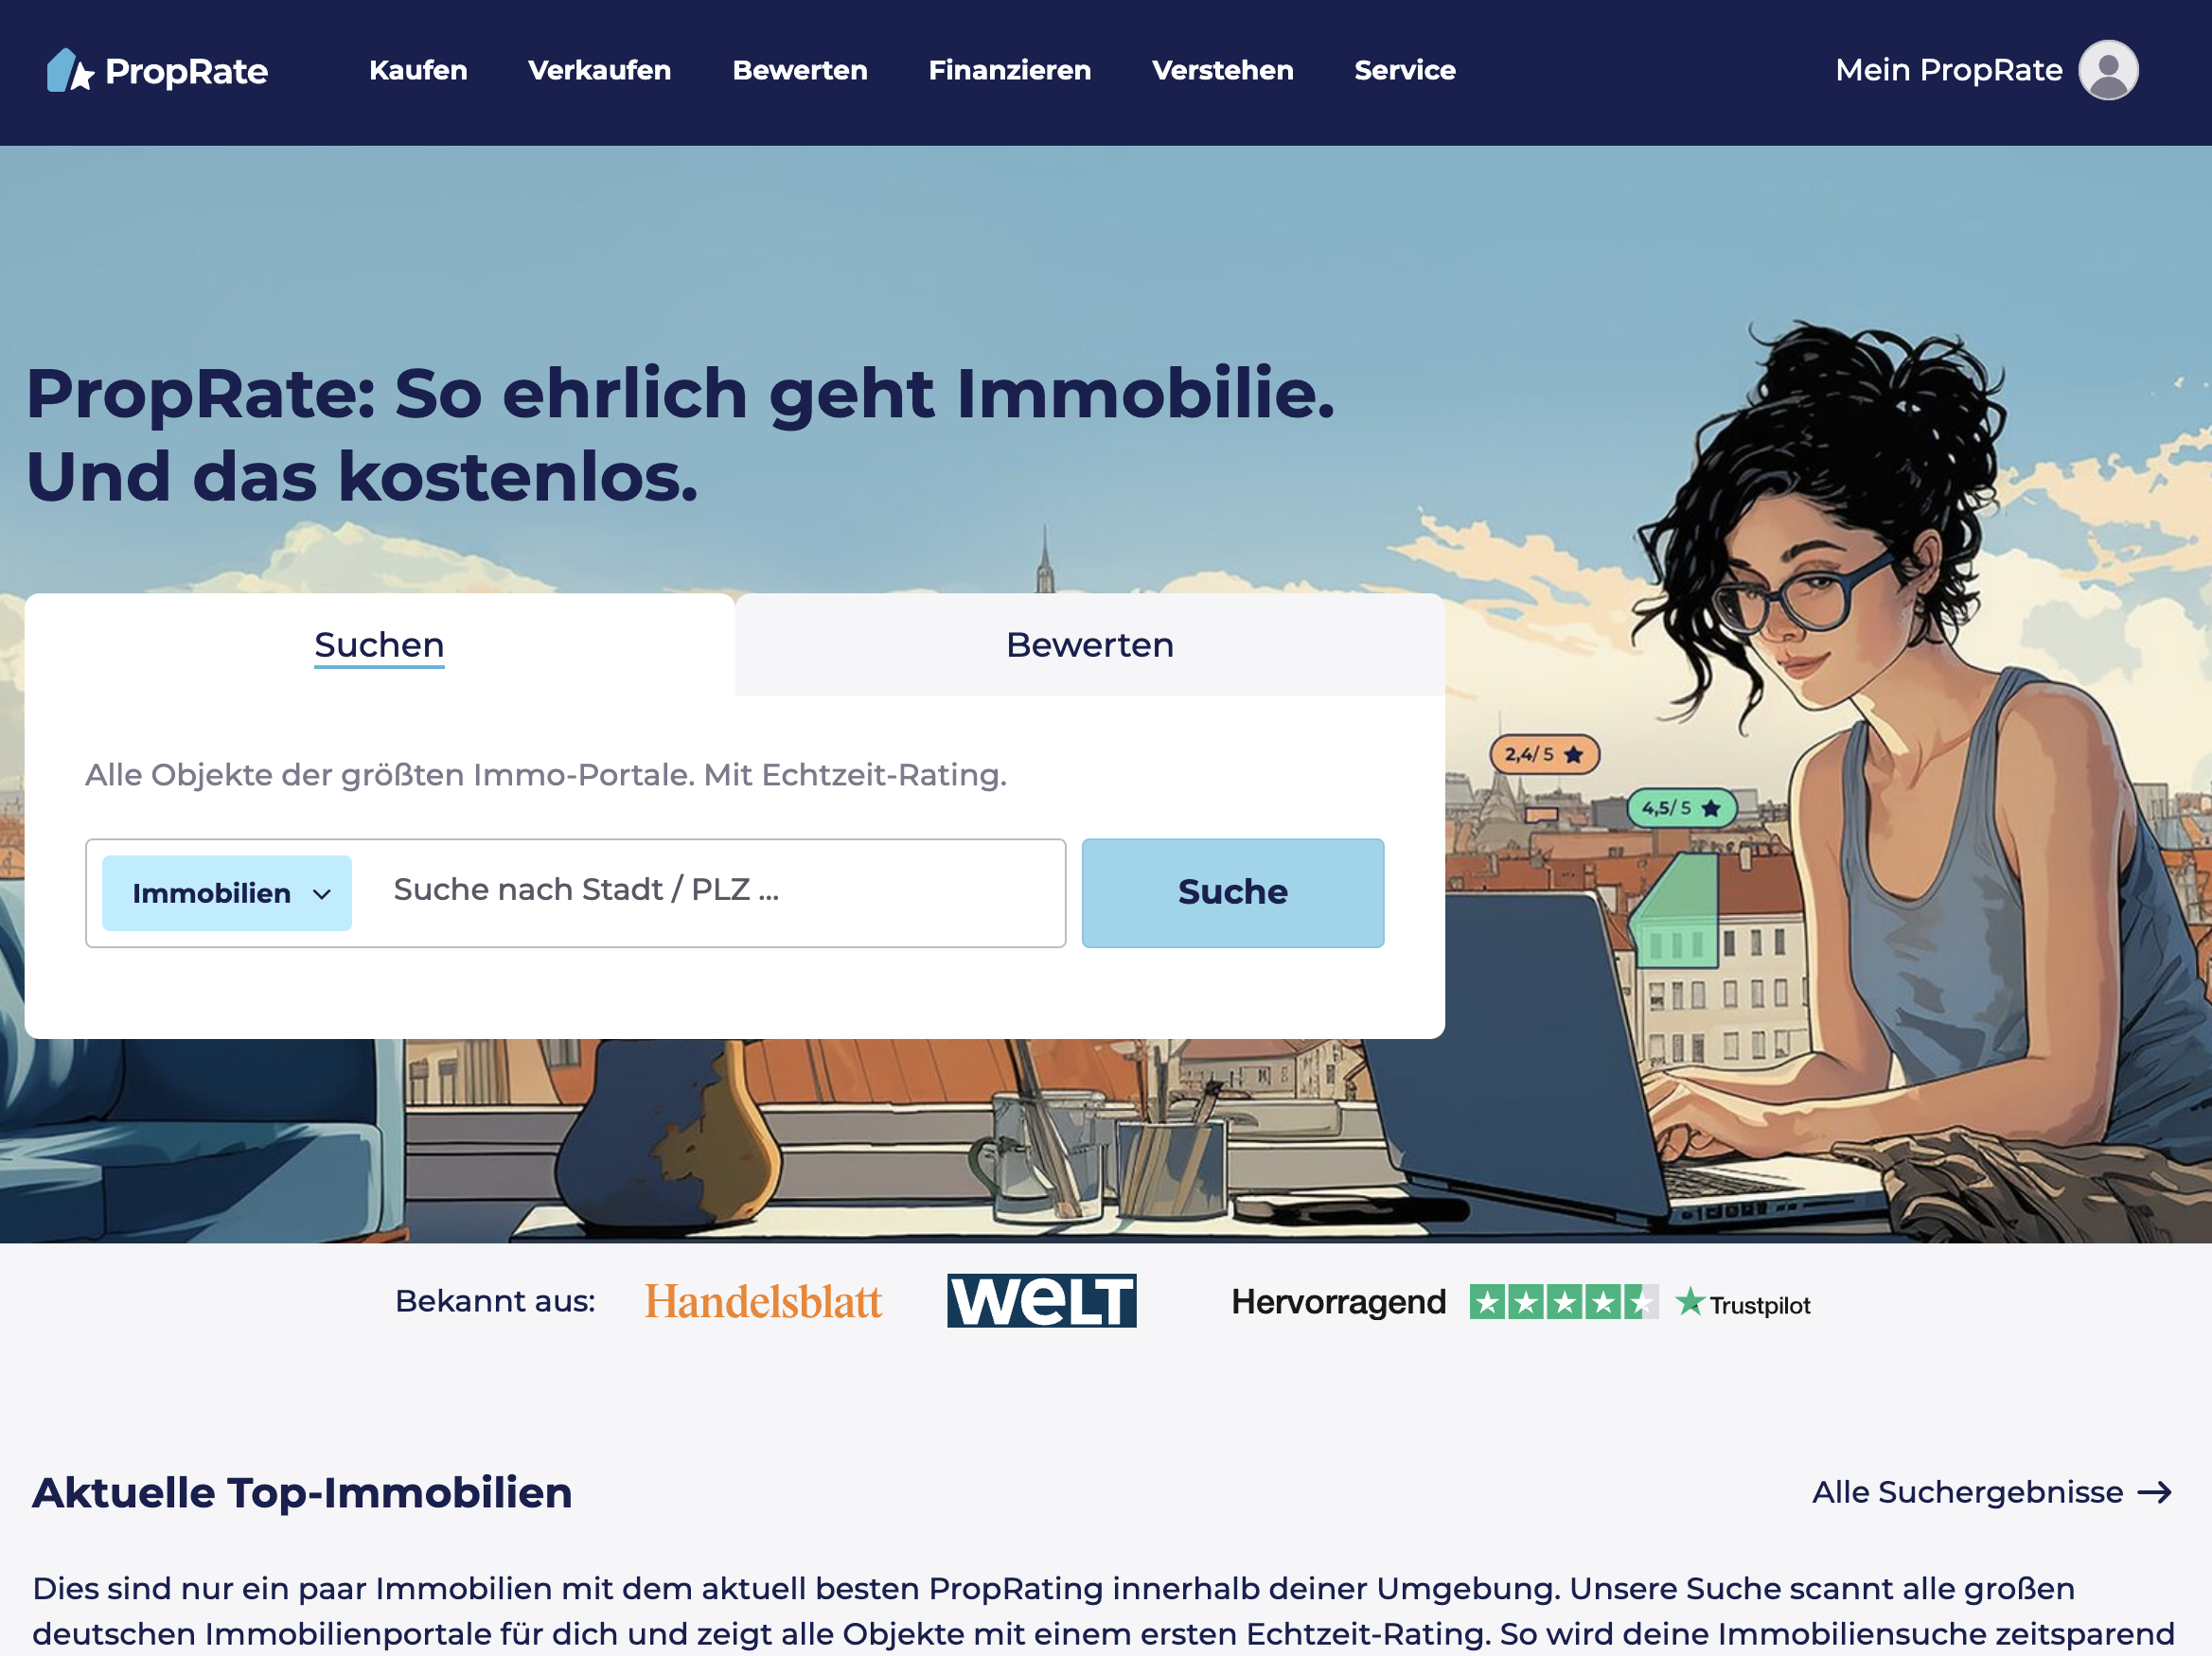 PropRate
Kaufen
Verkaufen
Bewerten
Finanzieren
Verstehen
Service
Mein PropRate
PropRate: So ehrlich geht Immobilie.
Und das kostenlos.
Suchen
Bewerten
Alle Objekte der größten Immo-Portale. Mit Echtzeit-Rating.
Immobilien
Suche nach Stadt / PLZ ...
Suche
2,4/ 5
4,5/ 5
Bekannt aus:
Handelsblatt
WELT
Hervorragend
Trustpilot
Aktuelle Top-Immobilien
Alle Suchergebnisse
Dies sind nur ein paar Immobilien mit dem aktuell besten PropRating innerhalb deiner Umgebung. Unsere Suche scannt alle großen
deutschen Immobilienportale für dich und zeigt alle Objekte mit einem ersten Echtzeit-Rating. So wird deine Immobiliensuche zeitsparend